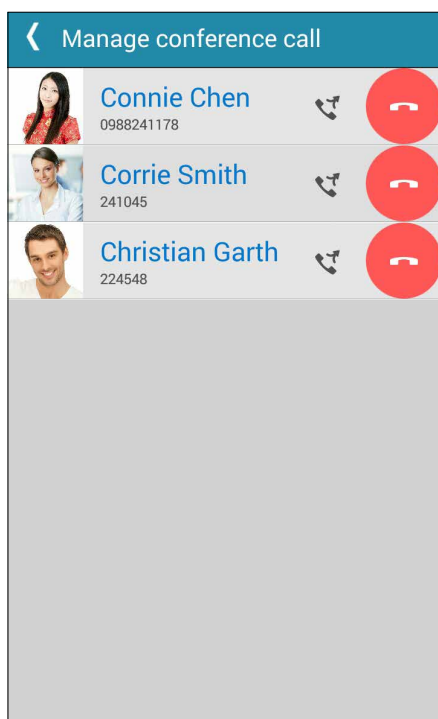 Manage conference call
Connie Chen
0988241178
Corrie Smith
241045
Christian Garth
224548